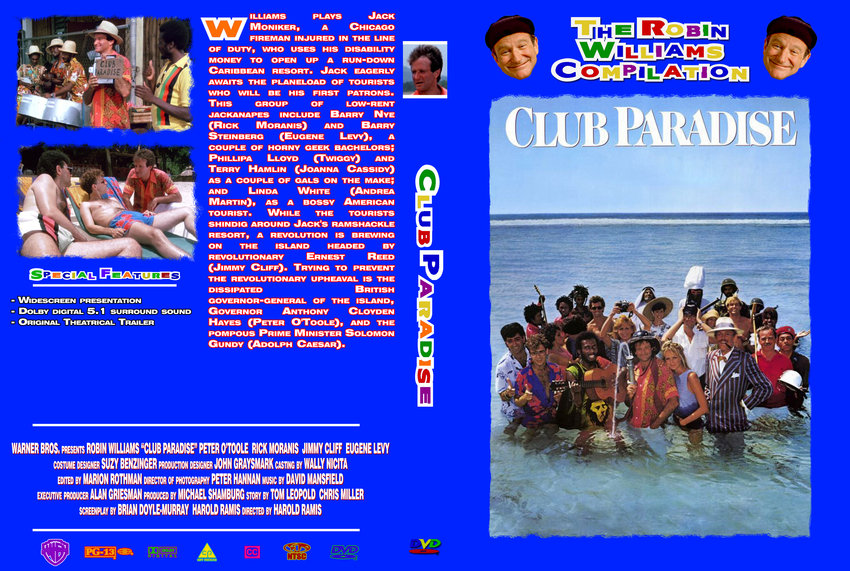 CLUB
PARADISE
WILLIAMS PLAYS JACK
MONIKER, A CHICAGO
FIREMAN INJURED IN THE LINE
OF DUTY, WHO USES HIS DISABILITY
MONEY TO OPEN UP A RUN-DOWN
CARIBBEAN RESORT. JACK EAGERLY
AWAITS THE PLANELOAD OF TOURISTS
WHO WILL BE HIS FIRST PATRONS.
THIS GROUP OF LOW-RENT
JACKANAPES INCLUDE BARRY NYE
(RICK MORANIS) AND BARRY
STEINBERG (EUGENE LEVY), A
COUPLE OF HORNY GEEK BACHELORS;
PHILLIPA LLOYD (TWIGGY) AND
TERRY HAMLIN (JOANNA CASSIDY)
AS A COUPLE OF GALS ON THE MAKE;
AND LINDA WHITE (ANDREA
MARTIN), AS A BOSSY AMERICAN
TOURIST. WHILE THE TOURISTS
SHINDIG AROUND JACK'S RAMSHACKLE
RESORT, A REVOLUTION IS BREWING
ON THE ISLAND HEADED BY
REVOLUTIONARY ERNEST REED
(JIMMY CLIFF). TRYING TO PREVENT
THE REVOLUTIONARY UPHEAVAL IS THE
DISSIPATED BRITISH
GOVERNOR-GENERAL OF THE ISLAND,
GOVERNOR ANTHONY CLOYDEN
HAYES (PETER O'TOOLE), AND THE
POMPOUS PRIME MINISTER SOLOMON
GUNDY (ADOLPH CAESAR).
SPECIAL FEATURES
- WIDESCREEN PRESENTATION
- DOLBY DIGITAL 5.1 SURROUND SOUND
- ORIGINAL THEATRICAL TRAILER
WARNER BROS. PRESENTS ROBIN WILLIAMS "CLUB PARADISE" PETER O'TOOLE RICK MORANIS JIMMY CLIFF EUGENE LEVY
COSTUME DESIGNER SUZY BENZINGER PRODUCTION DESIGNER JOHN GRAYSMARK CASTING BY WALLY NICITA
EDITED BY MARION ROTHMAN DIRECTOR OF PHOTOGRAPHY PETER HANNAN MUSIC BY DAVID MANSFIELD
EXECUTIVE PRODUCER ALAN GRIESMAN PRODUCED BY MICHAEL SHAMBURG STORY BY TOM LEOPOLD CHRIS MILLER
SCREENPLAY BY BRIAN DOYLE-MURRAY HAROLD RAMIS DIRECTED BY HAROLD RAMIS
WB PG-13 DOLBY DIGITAL CC NTSC DVD
CLUB PARADISE
DVD
THE ROBIN
WILLIAMS
COMPILATION
CLUB PARADISE